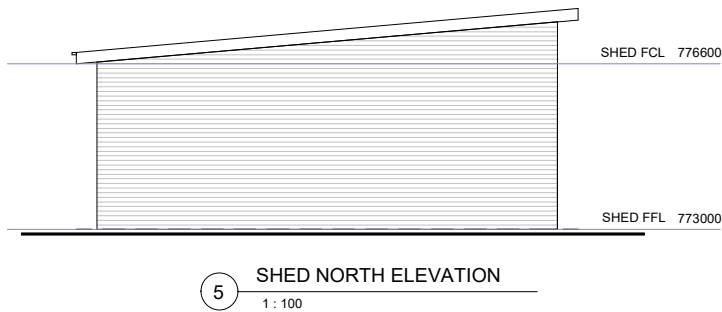 SHED FCL 776600
SHED FFL 773000
5 SHED NORTH ELEVATION
1 : 100